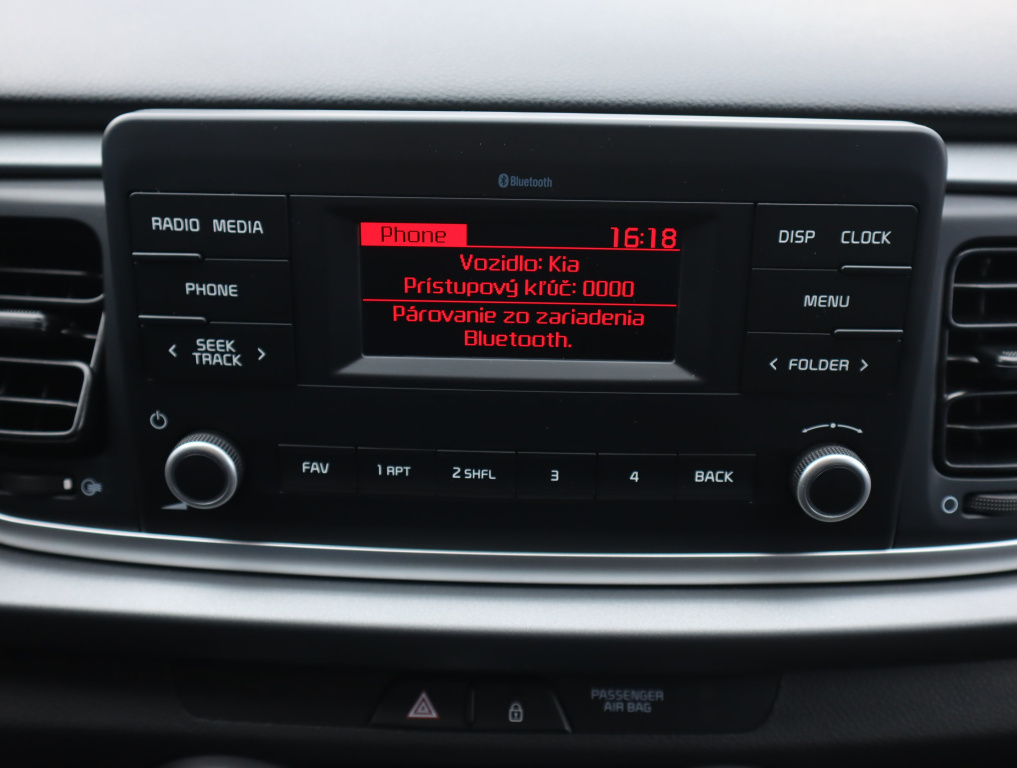 Bluetooth
RADIO MEDIA
PHONE
< SEEK TRACK >
Phone 16:18
Vozidlo: Kia
Prístupový kľúč: 0000
Párovanie zo zariadenia
Bluetooth.
DISP CLOCK
MENU
< FOLDER >
FAV 1 RPT 2 SHFL 3 4 BACK
PASSENGER
AIR BAG